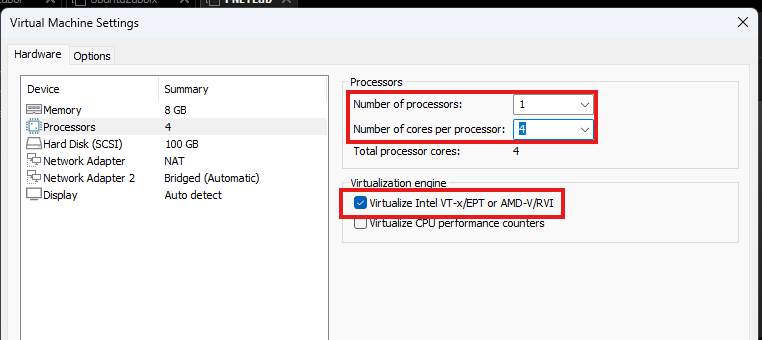 UbuntuZabbix
PNETLab
Virtual Machine Settings
Hardware
Options
Device Summary
Memory 8 GB
Processors 4
Hard Disk (SCSI) 100 GB
Network Adapter NAT
Network Adapter 2 Bridged (Automatic)
Display Auto detect
Processors
Number of processors: 1
Number of cores per processor: 4
Total processor cores: 4
Virtualization engine
Virtualize Intel VT-x/EPT or AMD-V/RVI
Virtualize CPU performance counters